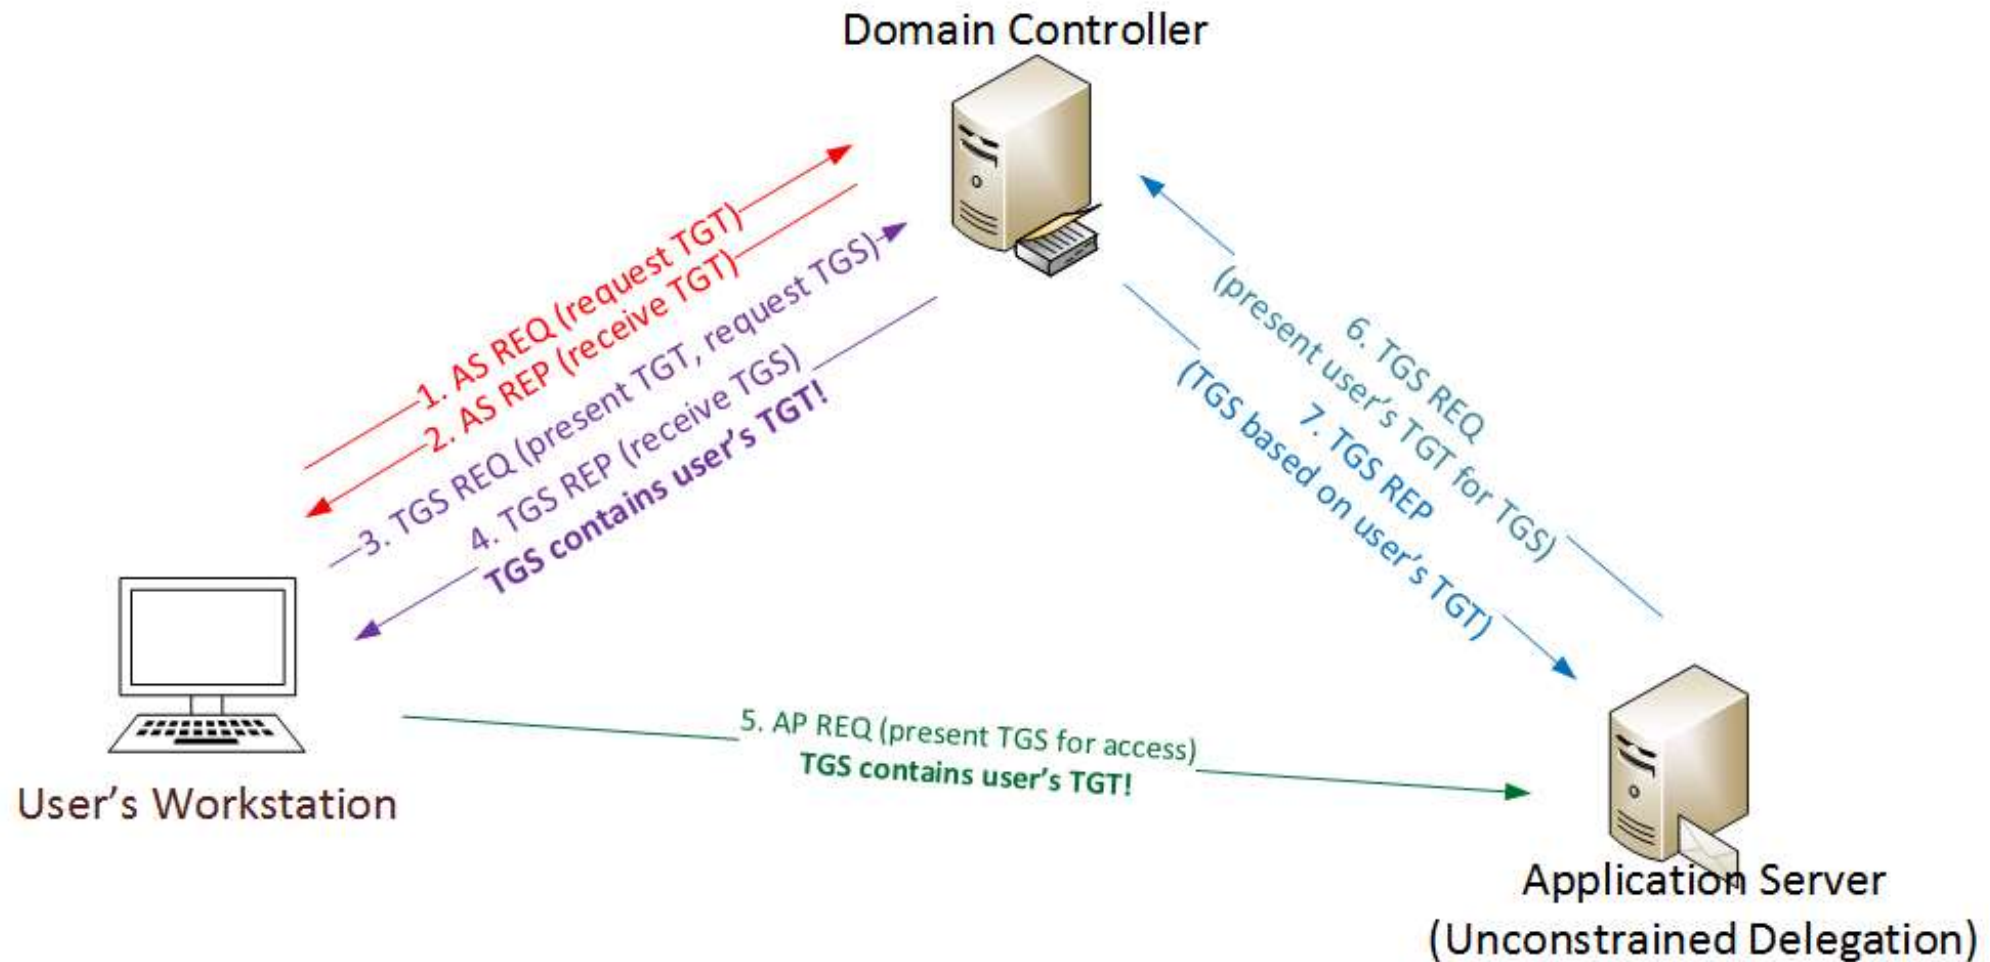 Domain Controller
1. AS REQ (request TGT)
2. AS REP (receive TGT)
3. TGS REQ (present TGT, request TGS)
4. TGS REP (receive TGS)
TGS contains user’s TGT!
6. TGS REQ
(present user’s TGT for TGS)
7. TGS REP
(TGS based on user’s TGT)
5. AP REQ (present TGS for access)
TGS contains user’s TGT!
User’s Workstation
Application Server
(Unconstrained Delegation)